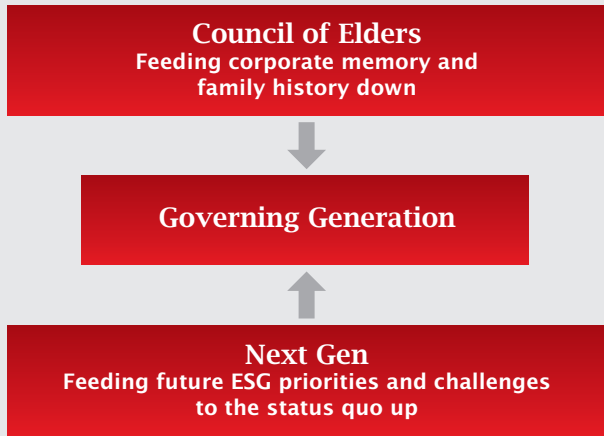 Council of Elders
Feeding corporate memory and
family history down
Governing Generation
Next Gen
Feeding future ESG priorities and challenges
to the status quo up